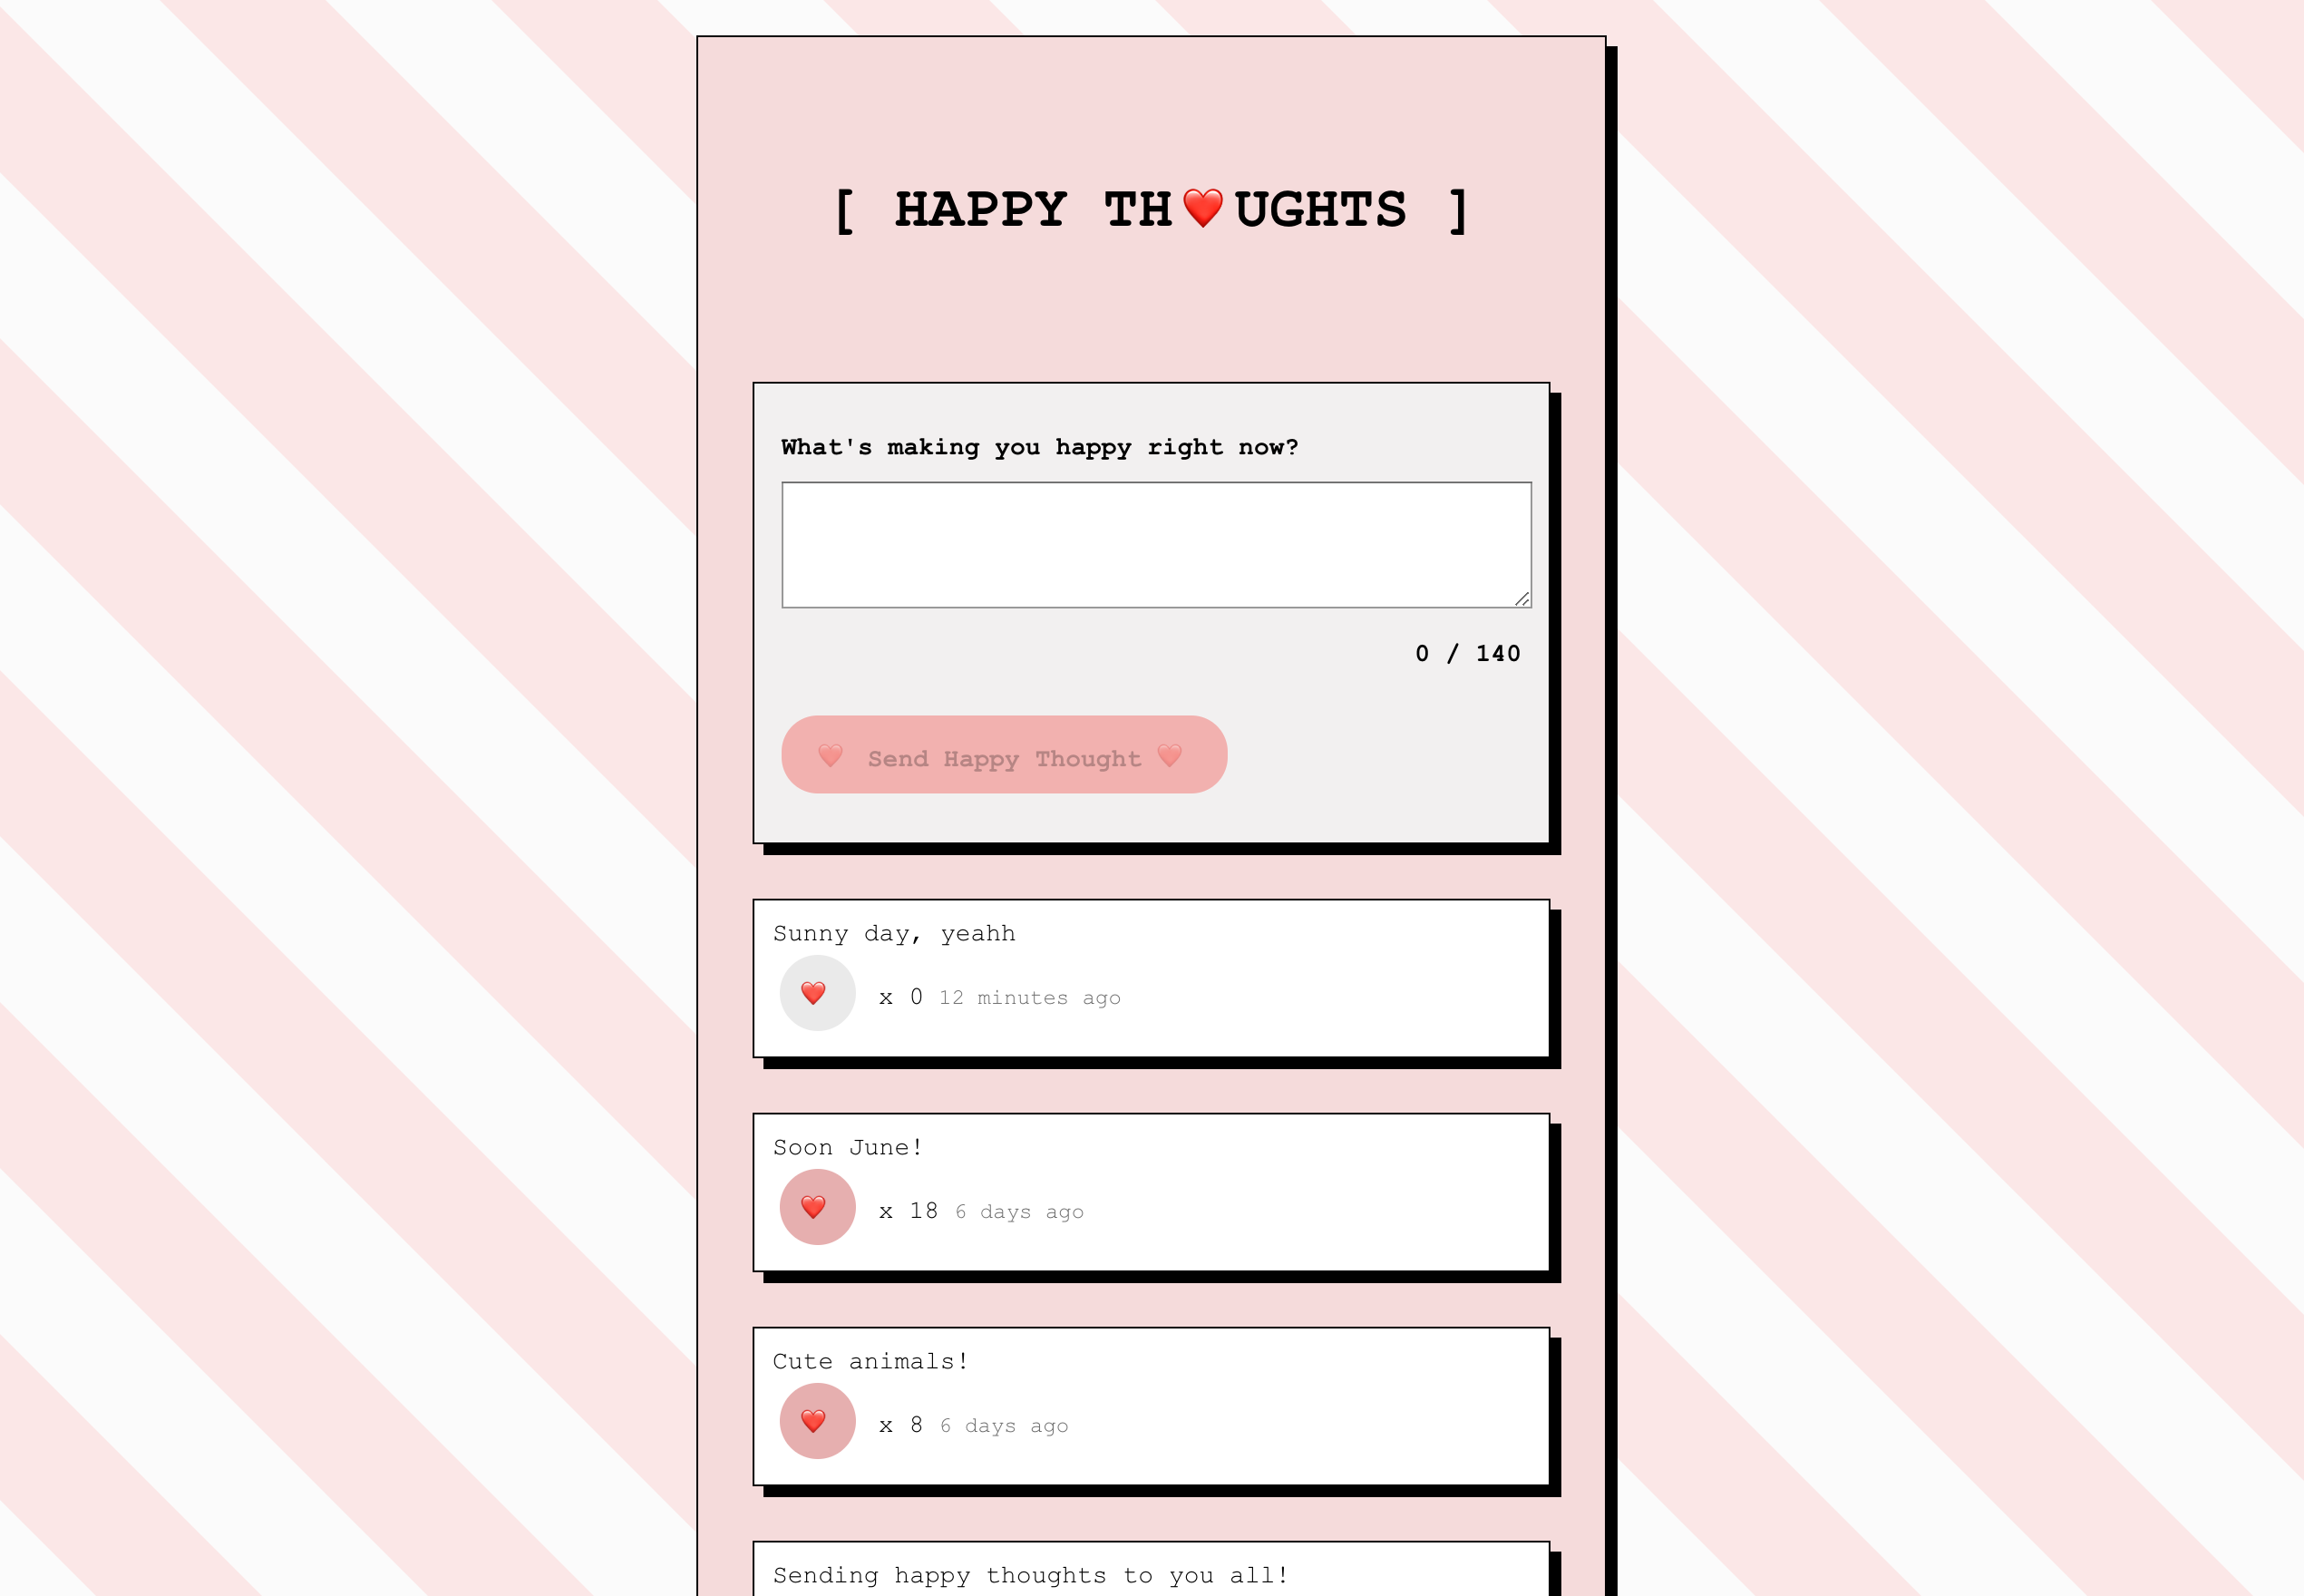 [ HAPPY TH❤️UGHTS ]
What's making you happy right now?
0 / 140
❤️ Send Happy Thought ❤️
Sunny day, yeahh
❤️ x 0 12 minutes ago
Soon June!
❤️ x 18 6 days ago
Cute animals!
❤️ x 8 6 days ago
Sending happy thoughts to you all!